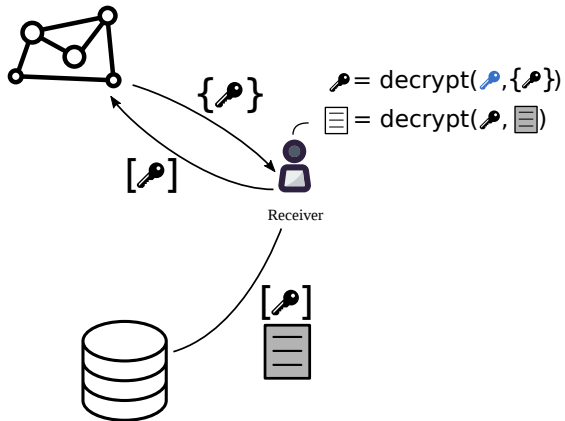 { }
= decrypt( ,{ })
= decrypt( , )
[ ]
Receiver
[ ]